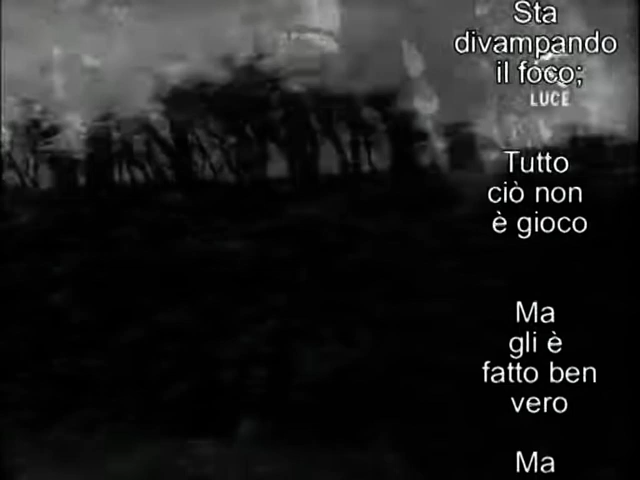 Sta
divampando
il foco;
LUCE
Tutto
ciò non
è gioco
Ma
gli è
fatto ben
vero
Ma